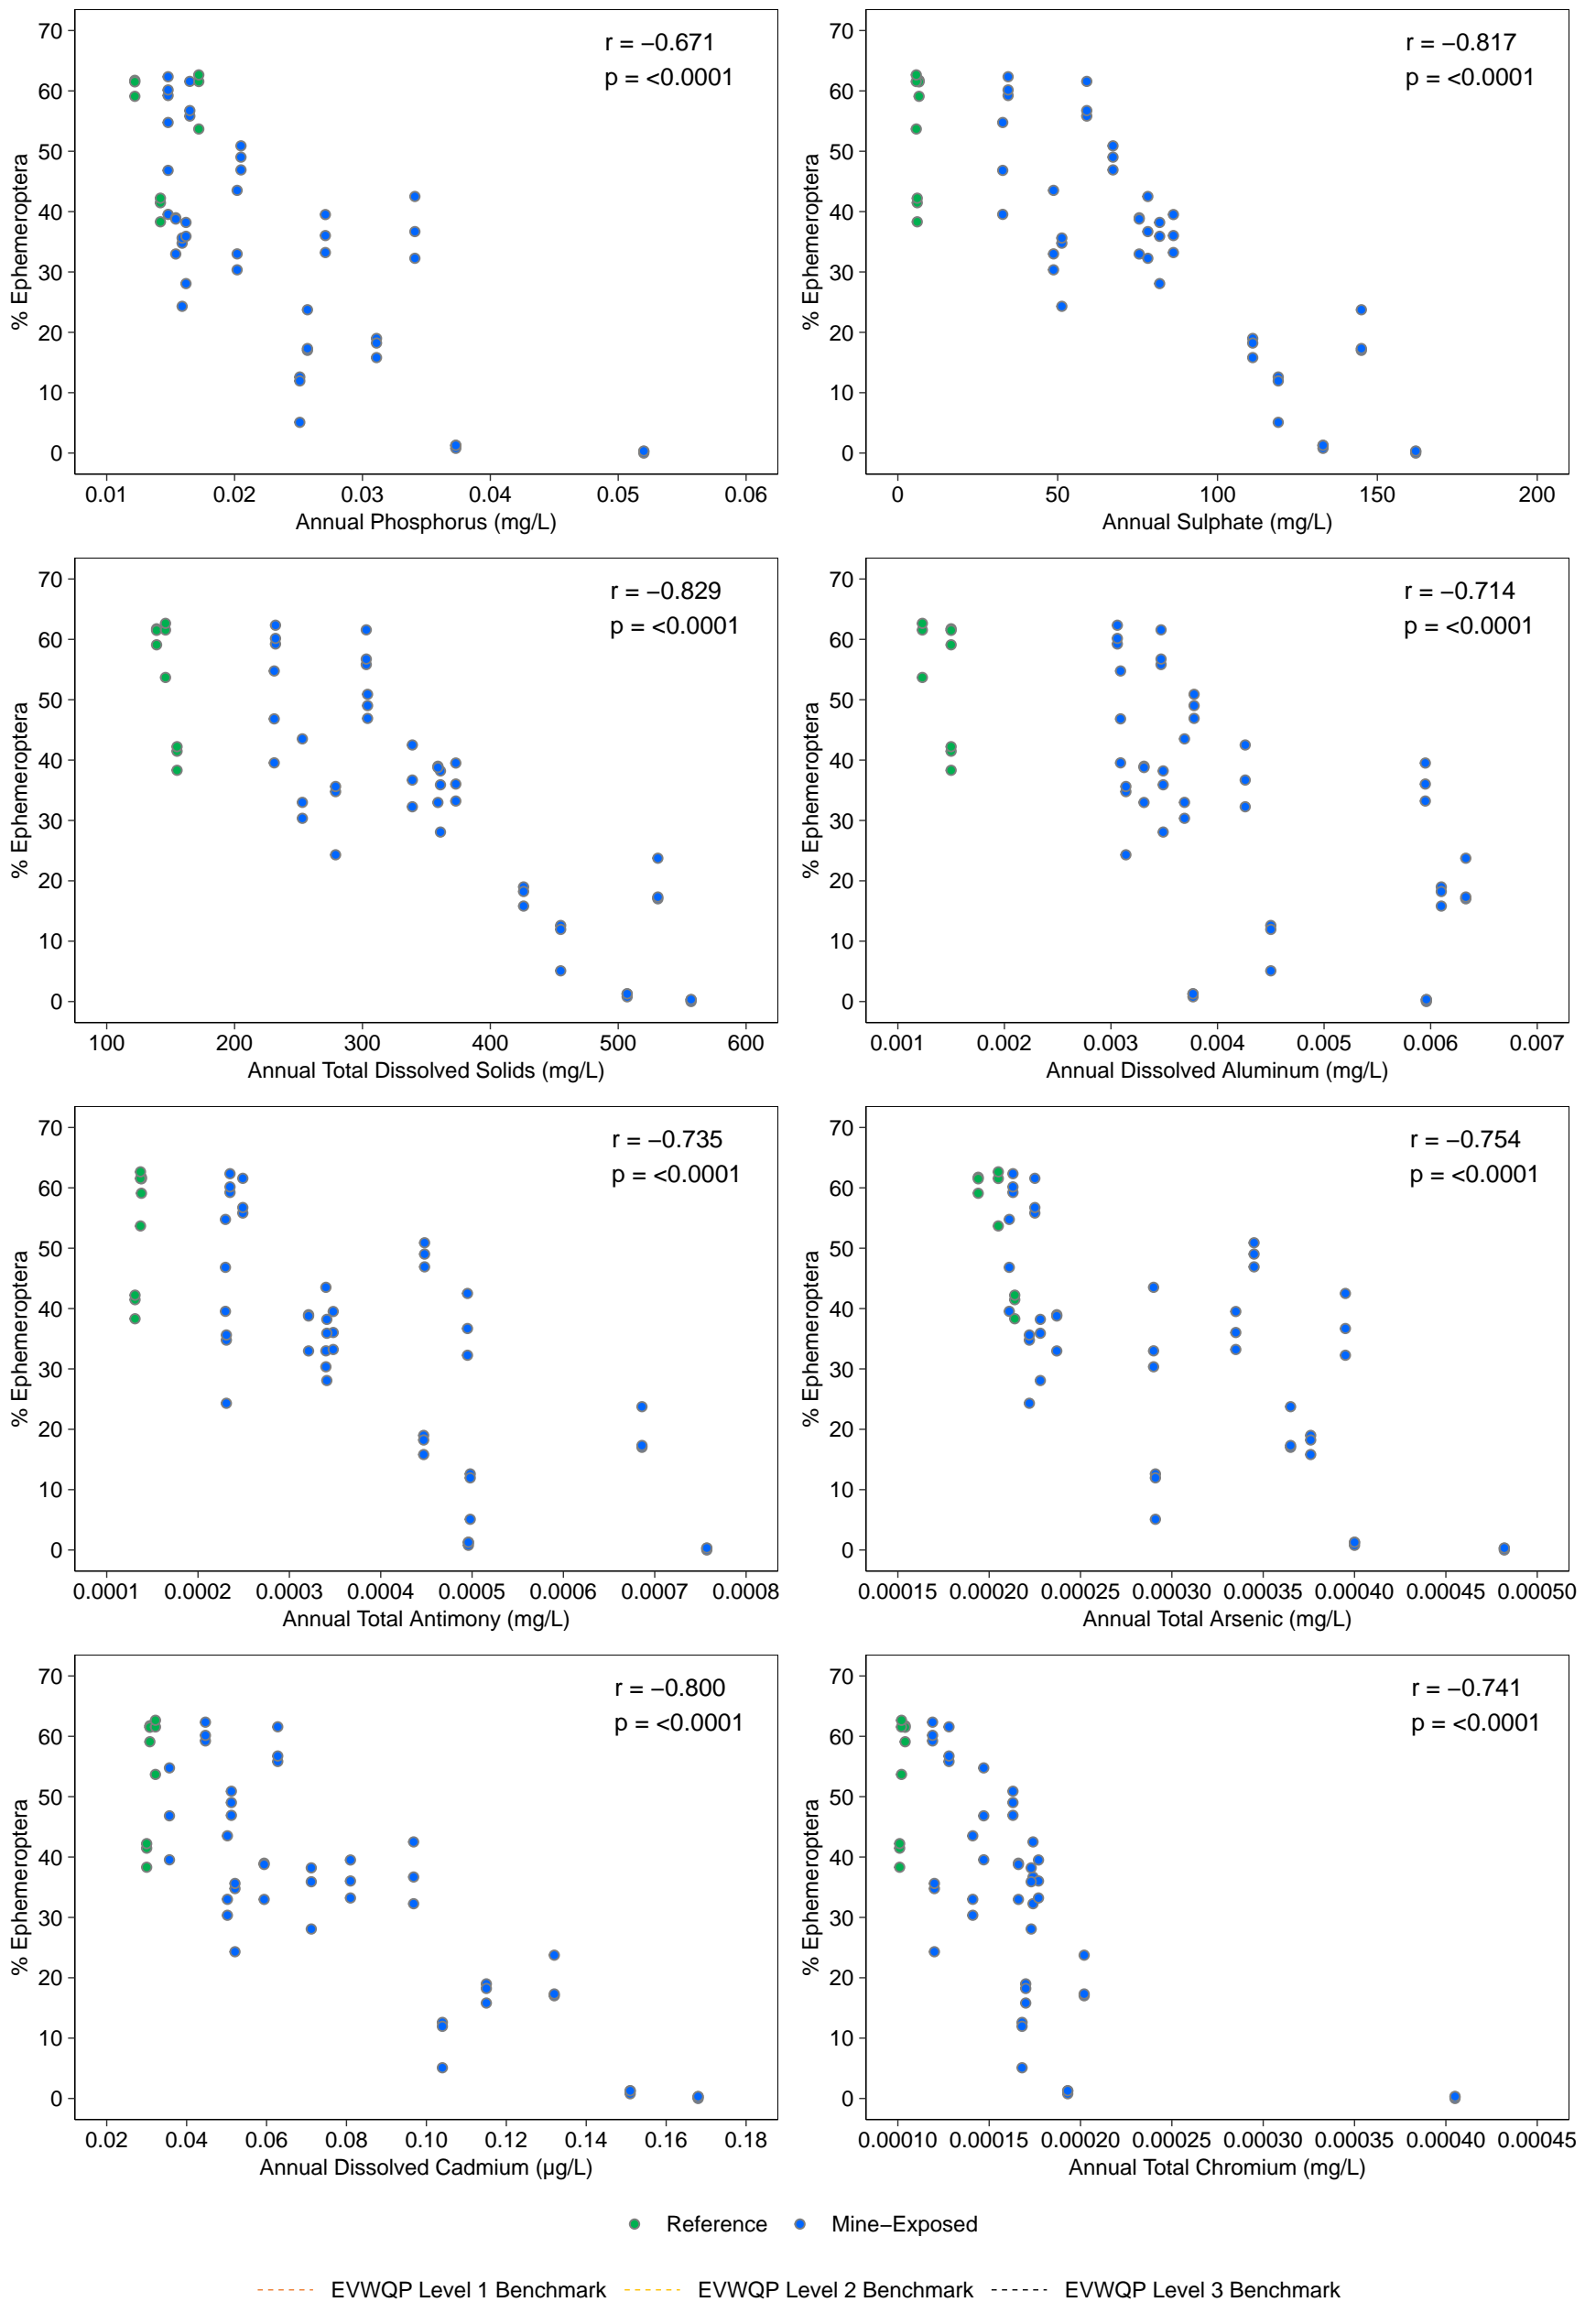 r = −0.671
p = <0.0001
% Ephemeroptera
70
60
50
40
30
20
10
0
0.01 0.02 0.03 0.04 0.05 0.06
Annual Phosphorus (mg/L)
r = −0.817
p = <0.0001
% Ephemeroptera
70
60
50
40
30
20
10
0
0 50 100 150 200
Annual Sulphate (mg/L)
r = −0.829
p = <0.0001
% Ephemeroptera
70
60
50
40
30
20
10
0
100 200 300 400 500 600
Annual Total Dissolved Solids (mg/L)
r = −0.714
p = <0.0001
% Ephemeroptera
70
60
50
40
30
20
10
0
0.001 0.002 0.003 0.004 0.005 0.006 0.007
Annual Dissolved Aluminum (mg/L)
r = −0.735
p = <0.0001
% Ephemeroptera
70
60
50
40
30
20
10
0
0.0001 0.0002 0.0003 0.0004 0.0005 0.0006 0.0007 0.0008
Annual Total Antimony (mg/L)
r = −0.754
p = <0.0001
% Ephemeroptera
70
60
50
40
30
20
10
0
0.00015 0.00020 0.00025 0.00030 0.00035 0.00040 0.00045 0.00050
Annual Total Arsenic (mg/L)
r = −0.800
p = <0.0001
% Ephemeroptera
70
60
50
40
30
20
10
0
0.02 0.04 0.06 0.08 0.10 0.12 0.14 0.16 0.18
Annual Dissolved Cadmium (µg/L)
r = −0.741
p = <0.0001
% Ephemeroptera
70
60
50
40
30
20
10
0
0.00010 0.00015 0.00020 0.00025 0.00030 0.00035 0.00040 0.00045
Annual Total Chromium (mg/L)
Reference Mine−Exposed
EVWQP Level 1 Benchmark EVWQP Level 2 Benchmark EVWQP Level 3 Benchmark